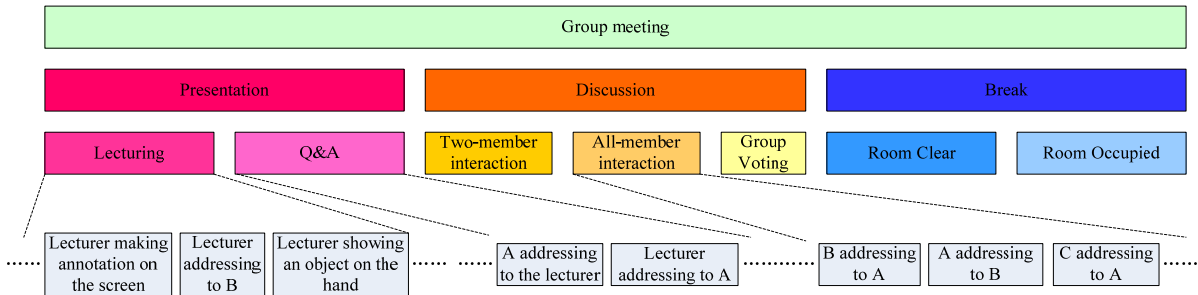 Group meeting
Presentation
Discussion
Break
Lecturing
Q&A
Two-member
interaction
All-member
interaction
Group
Voting
Room Clear
Room Occupied
......
Lecturer making
annotation on
the screen
Lecturer
addressing
to B
Lecturer showing
an object on the
hand
......
......
A addressing
to the lecturer
Lecturer
addressing to A
............
B addressing
to A
A addressing
to B
C addressing
to A
......